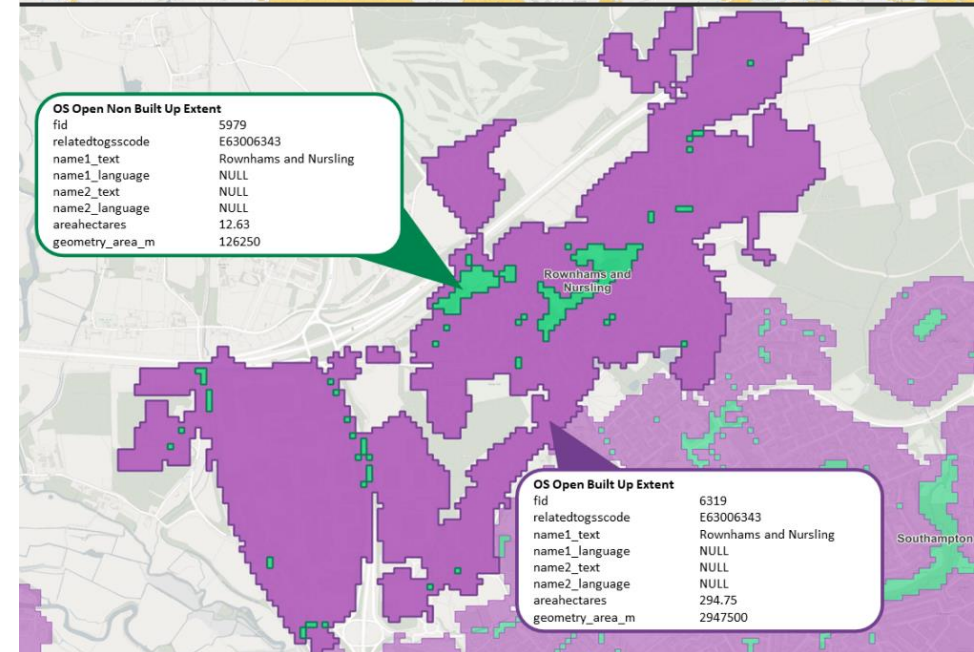 OS Open Non Built Up Extent
fid 5979
relatedtogsscode E63006343
name1_text Rownhams and Nursling
name1_language NULL
name2_text NULL
name2_language NULL
areahectares 12.63
geometry_area_m 126250
Rownhams and
Nursling
OS Open Built Up Extent
fid 6319
relatedtogsscode E63006343
name1_text Rownhams and Nursling
name1_language NULL
name2_text NULL
name2_language NULL
areahectares 294.75
geometry_area_m 2947500
Southampton